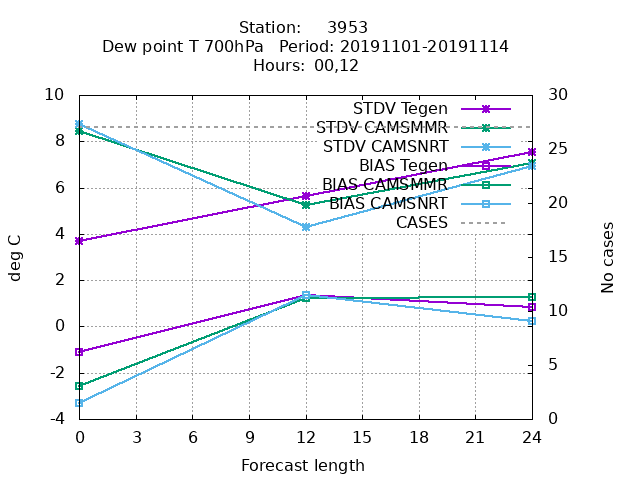 Station: 3953
Dew point T 700hPa Period: 20191101-20191114
Hours: 00,12
10
8
6
4
2
0
-2
-4
deg C
30
25
20
15
10
5
0
No cases
STDV Tegen
STDV CAMSMMR
STDV CAMSNRT
BIAS Tegen
BIAS CAMSMMR
BIAS CAMSNRT
CASES
0 3 6 9 12 15 18 21 24
Forecast length